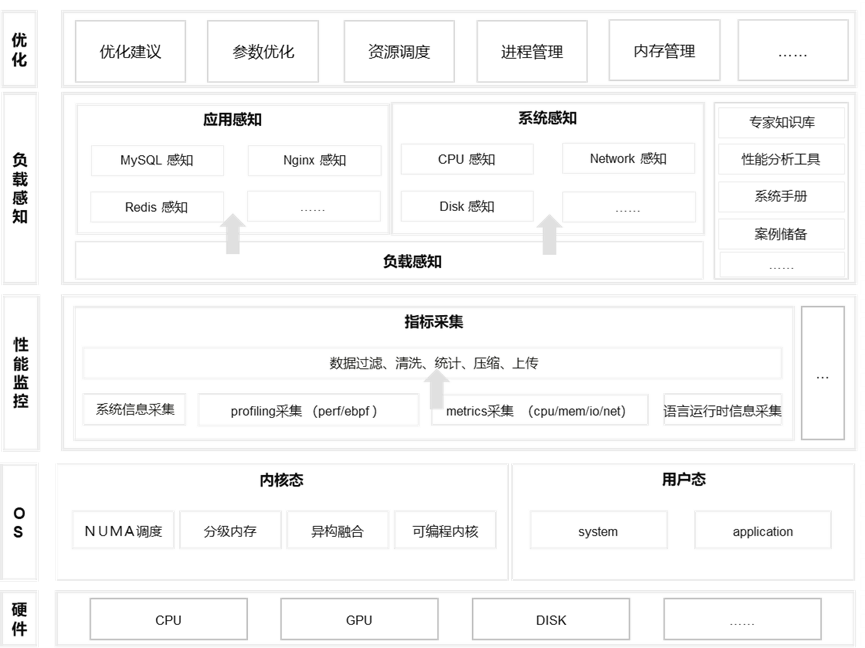 优化
优化建议
参数优化
资源调度
进程管理
内存管理
……
负载感知
应用感知
MySQL 感知
Nginx 感知
Redis 感知
……
系统感知
CPU 感知
Network 感知
Disk 感知
……
负载感知
专家知识库
性能分析工具
系统手册
案例储备
……
性能监控
指标采集
数据过滤、清洗、统计、压缩、上传
系统信息采集
profiling采集 （perf/ebpf ）
metrics采集 （cpu/mem/io/net）
语言运行时信息采集
...
OS
内核态
ＮＵＭＡ调度
分级内存
异构融合
可编程内核
用户态
system
application
硬件
CPU
GPU
DISK
……